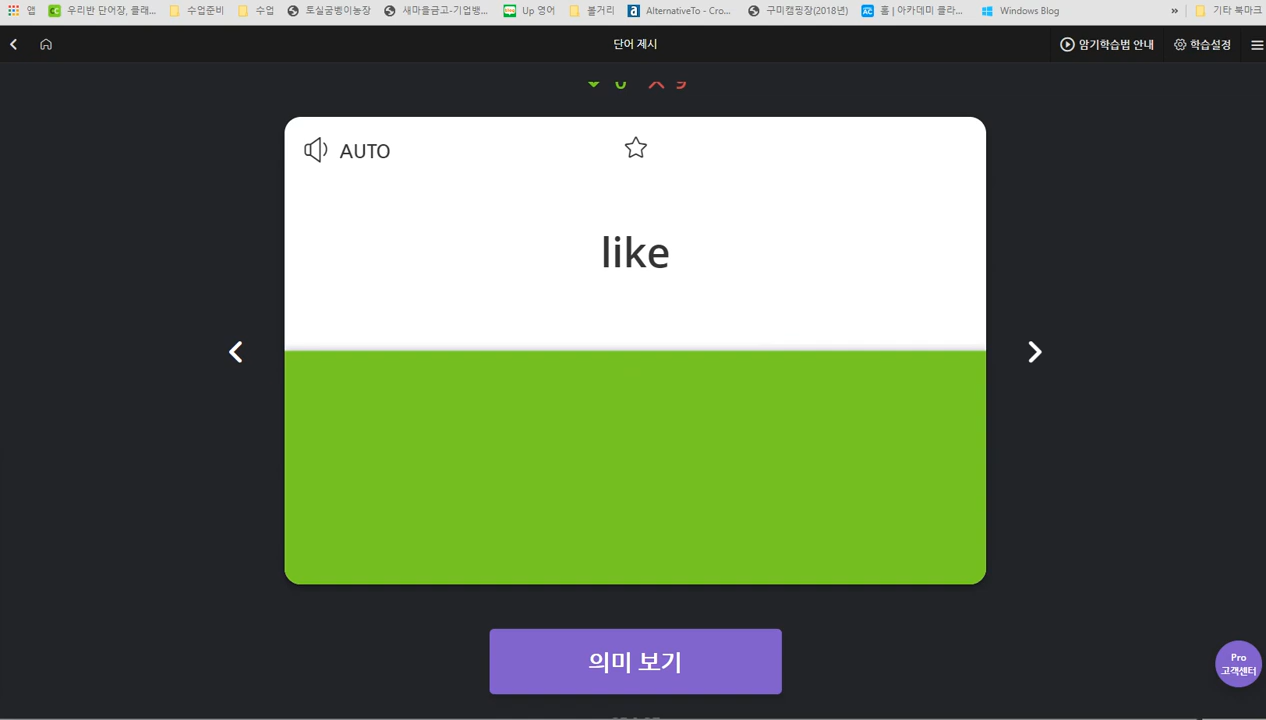 앱 우리반 단어장, 클래... 수업준비 수업 토실굼벵이농장 새마을금고-기업뱅... Up 영어 볼거리 AlternativeTo - Cro... 구미캠핑장(2018년) 홈 | 아카데미 클라... Windows Blog » 기타 북마크
단어 제시 암기학습법 안내 학습설정
AUTO
like
의미 보기
Pro
고객센터